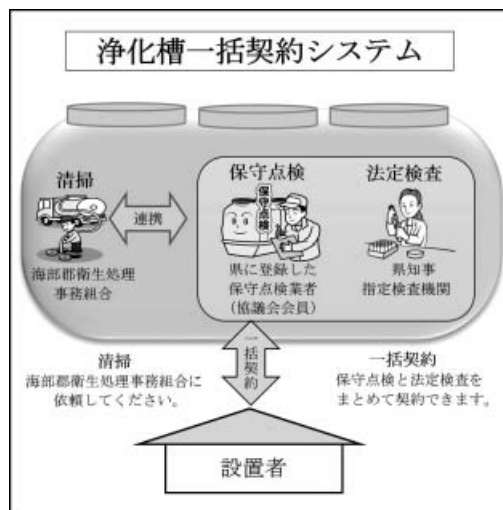 浄化槽一括契約システム
清掃
海部郡衛生処理
事務組合
連携
保守点検
保守点検
県に登録した
保守点検業者
（協議会会員）
法定検査
県知事
指定検査機関
一括契約
清掃
海部郡衛生処理事務組合に
依頼してください。
一括契約
保守点検と法定検査を
まとめて契約できます。
設置者